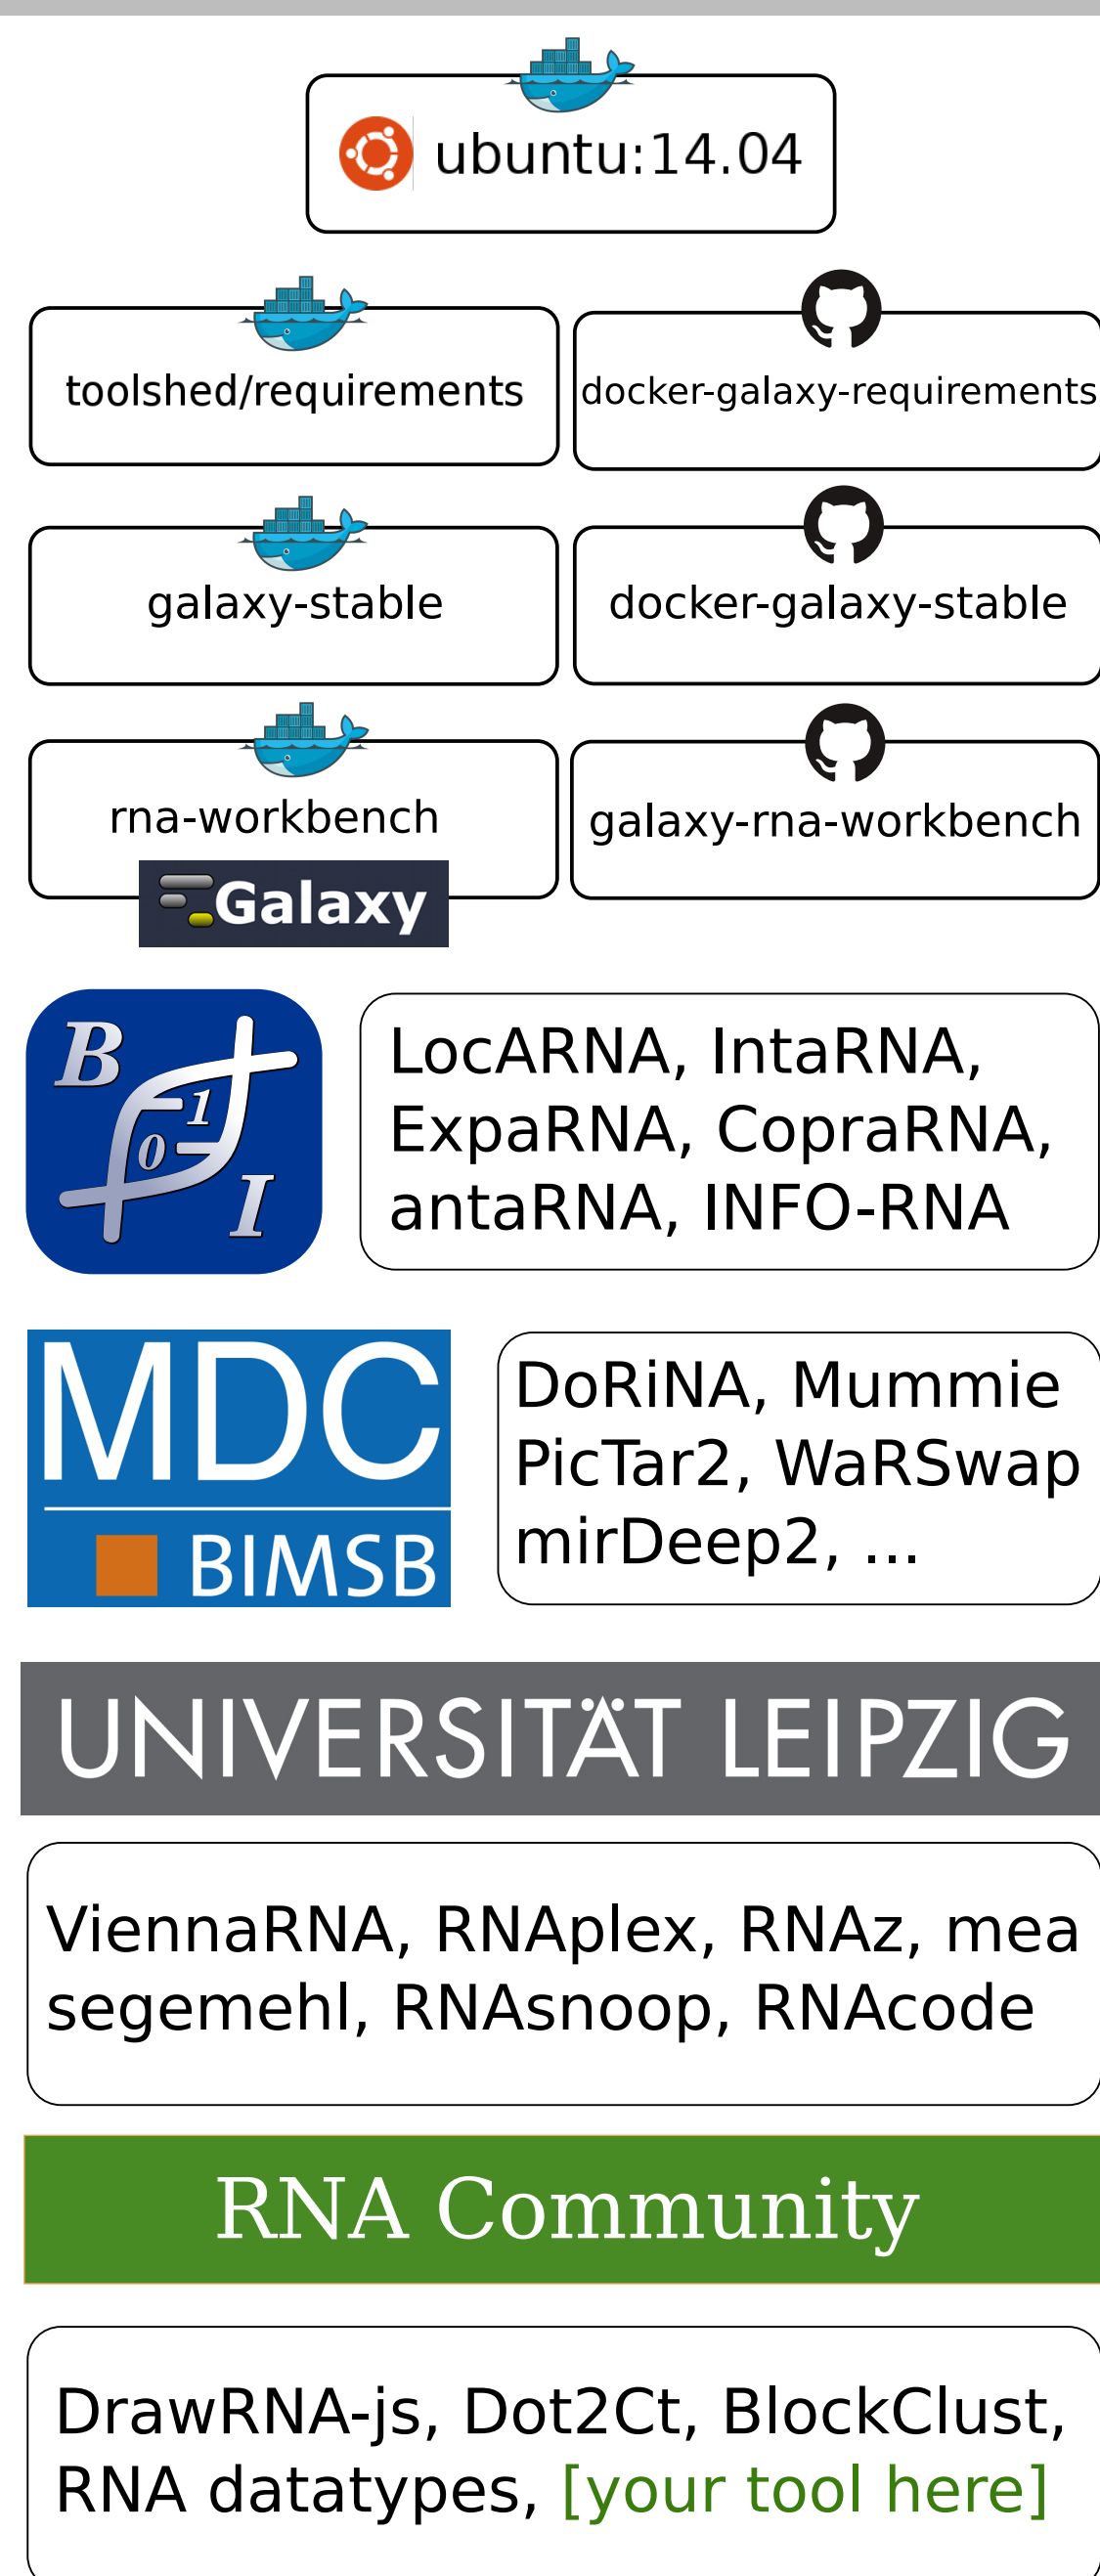 ubuntu:14.04
toolshed/requirements
docker-galaxy-requirements
galaxy-stable
docker-galaxy-stable
rna-workbench
galaxy-rna-workbench
Galaxy
B
1
0
I
LocARNA, IntaRNA,
ExpaRNA, CopraRNA,
antaRNA, INFO-RNA
MDC
BIMSB
DoRiNA, Mummie
PicTar2, WaRSwap
mirDeep2, ...
UNIVERSITÄT LEIPZIG
ViennaRNA, RNAplex, RNAz, mea
segemehl, RNAsnoop, RNAcode
RNA Community
DrawRNA-js, Dot2Ct, BlockClust,
RNA datatypes, [your tool here]